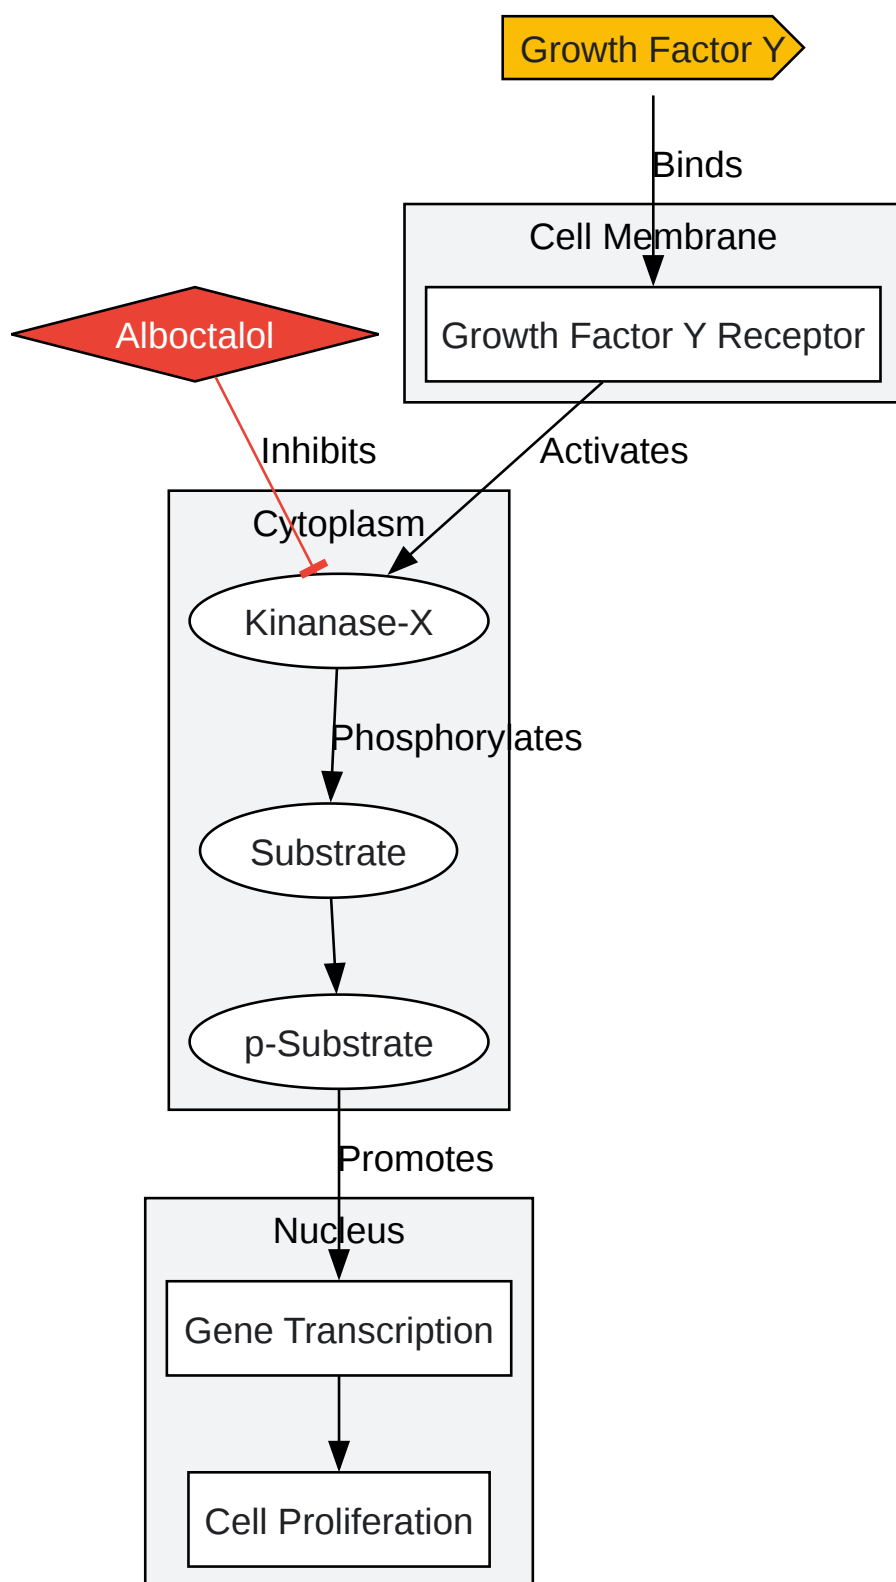 Growth Factor Y
Binds
Cell Membrane
Growth Factor Y Receptor
Alboctalol
Inhibits
Activates
Cytoplasm
Kinanase-X
Phosphorylates
Substrate
p-Substrate
Promotes
Nucleus
Gene Transcription
Cell Proliferation